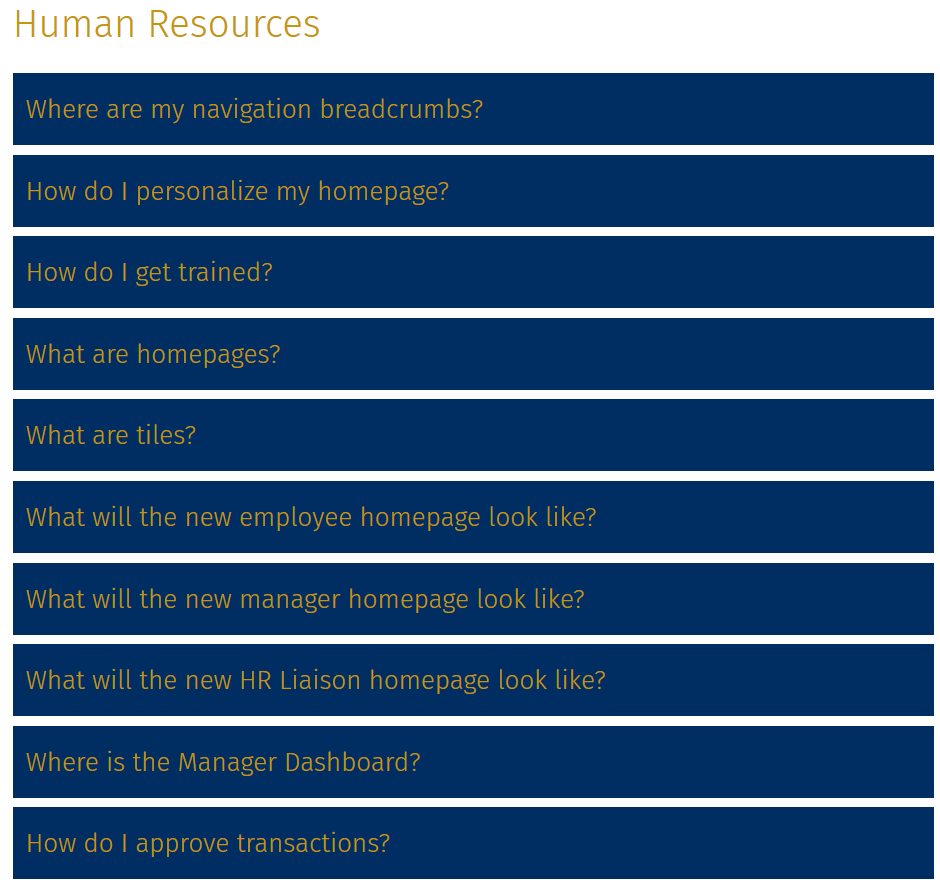 Human Resources
Where are my navigation breadcrumbs?
How do I personalize my homepage?
How do I get trained?
What are homepages?
What are tiles?
What will the new employee homepage look like?
What will the new manager homepage look like?
What will the new HR Liaison homepage look like?
Where is the Manager Dashboard?
How do I approve transactions?